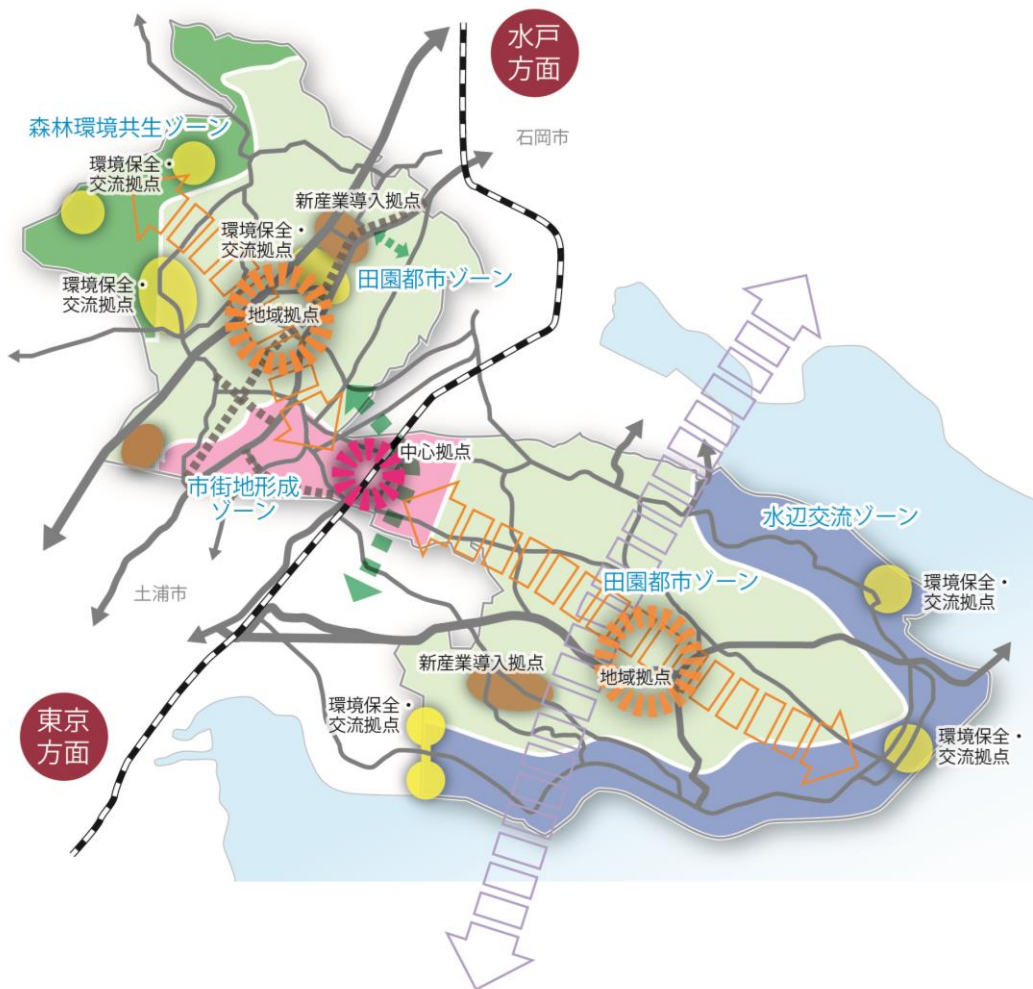 水戸
方面
石岡市
森林環境共生ゾーン
環境保全・
交流拠点
新産業導入拠点
環境保全・
交流拠点
田園都市ゾーン
環境保全・
交流拠点
地域拠点
中心拠点
市街地形成
ゾーン
水辺交流ゾーン
土浦市
田園都市ゾーン
環境保全・
交流拠点
新産業導入拠点
地域拠点
環境保全・
交流拠点
東京
方面
環境保全・
交流拠点